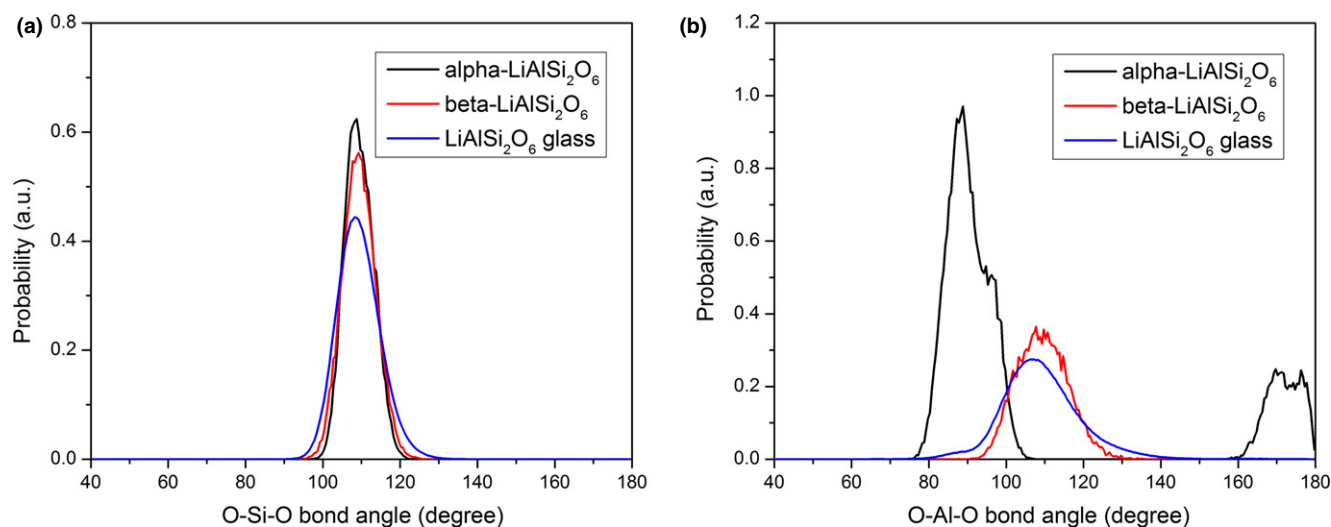 (a)
0.8
0.6
0.4
0.2
0.0
Probability (a.u.)
alpha-LiAlSi₂O₆
beta-LiAlSi₂O₆
LiAlSi₂O₆ glass
40 60 80 100 120 140 160 180
O-Si-O bond angle (degree)
(b)
1.2
1.0
0.8
0.6
0.4
0.2
0.0
Probability (a.u.)
alpha-LiAlSi₂O₆
beta-LiAlSi₂O₆
LiAlSi₂O₆ glass
40 60 80 100 120 140 160 180
O-Al-O bond angle (degree)